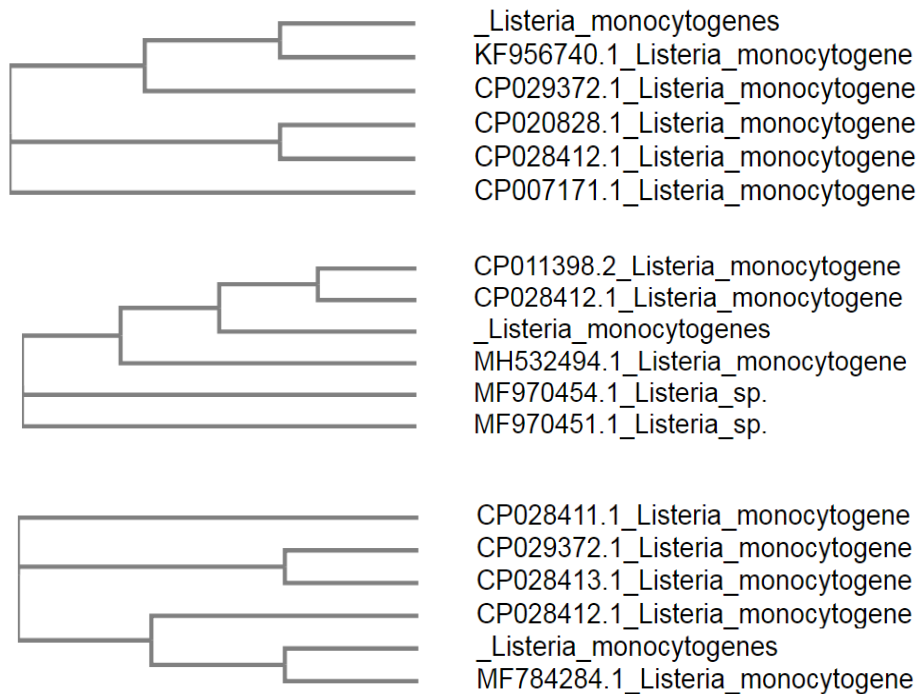 _Listeria_monocytogenes
KF956740.1_Listeria_monocytogene
CP029372.1_Listeria_monocytogene
CP020828.1_Listeria_monocytogene
CP028412.1_Listeria_monocytogene
CP007171.1_Listeria_monocytogene
CP011398.2_Listeria_monocytogene
CP028412.1_Listeria_monocytogene
_Listeria_monocytogenes
MH532494.1_Listeria_monocytogene
MF970454.1_Listeria_sp.
MF970451.1_Listeria_sp.
CP028411.1_Listeria_monocytogene
CP029372.1_Listeria_monocytogene
CP028413.1_Listeria_monocytogene
CP028412.1_Listeria_monocytogene
_Listeria_monocytogenes
MF784284.1_Listeria_monocytogene